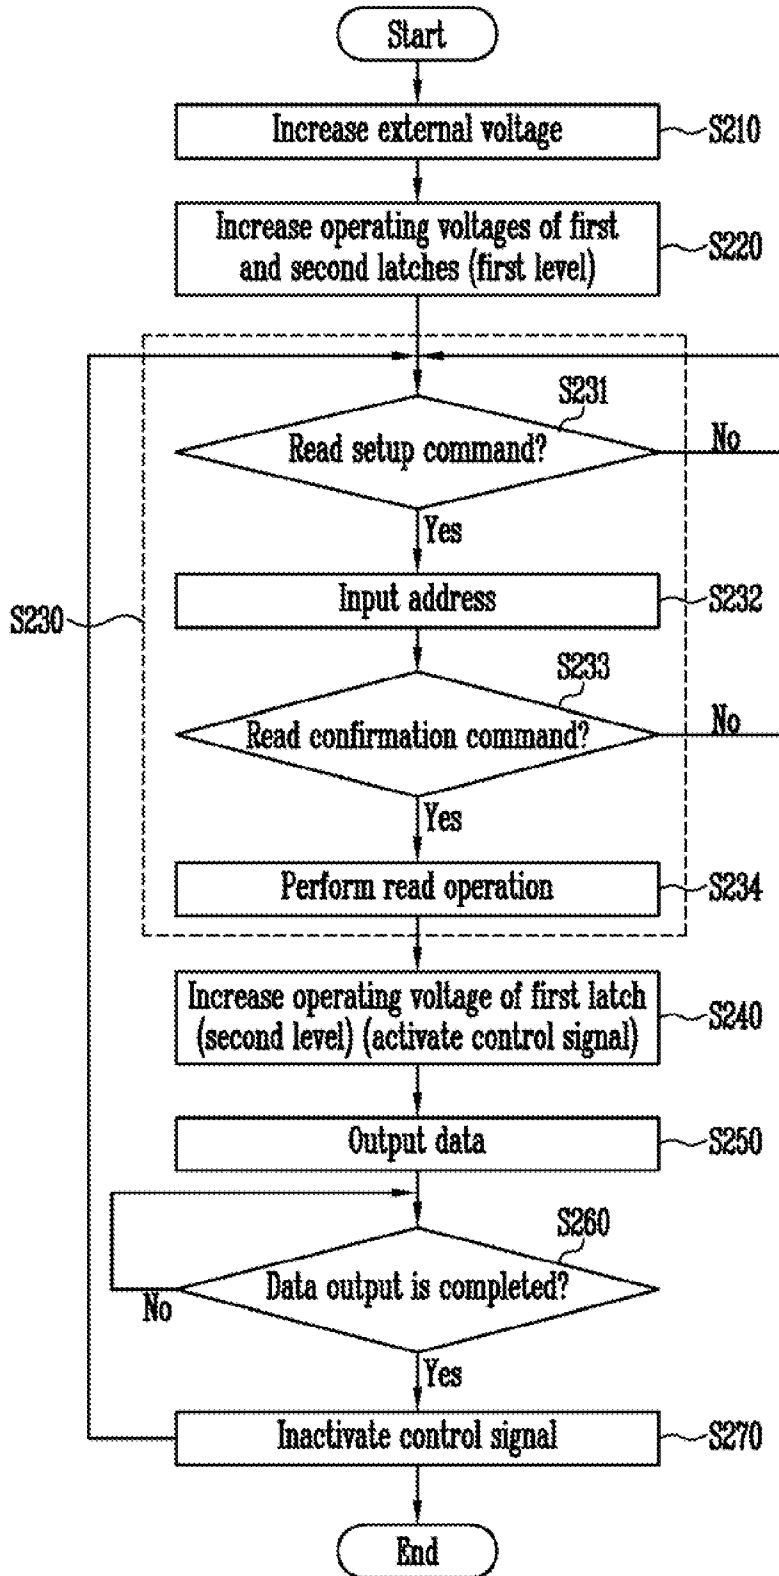 Start
Increase external voltage
S210
Increase operating voltages of first
and second latches (first level)
S220
S231
Read setup command?
No
Yes
Input address
S232
S230
S233
Read confirmation command?
No
Yes
Perform read operation
S234
Increase operating voltage of first latch
(second level) (activate control signal)
S240
Output data
S250
S260
Data output is completed?
No
Yes
Inactivate control signal
S270
End